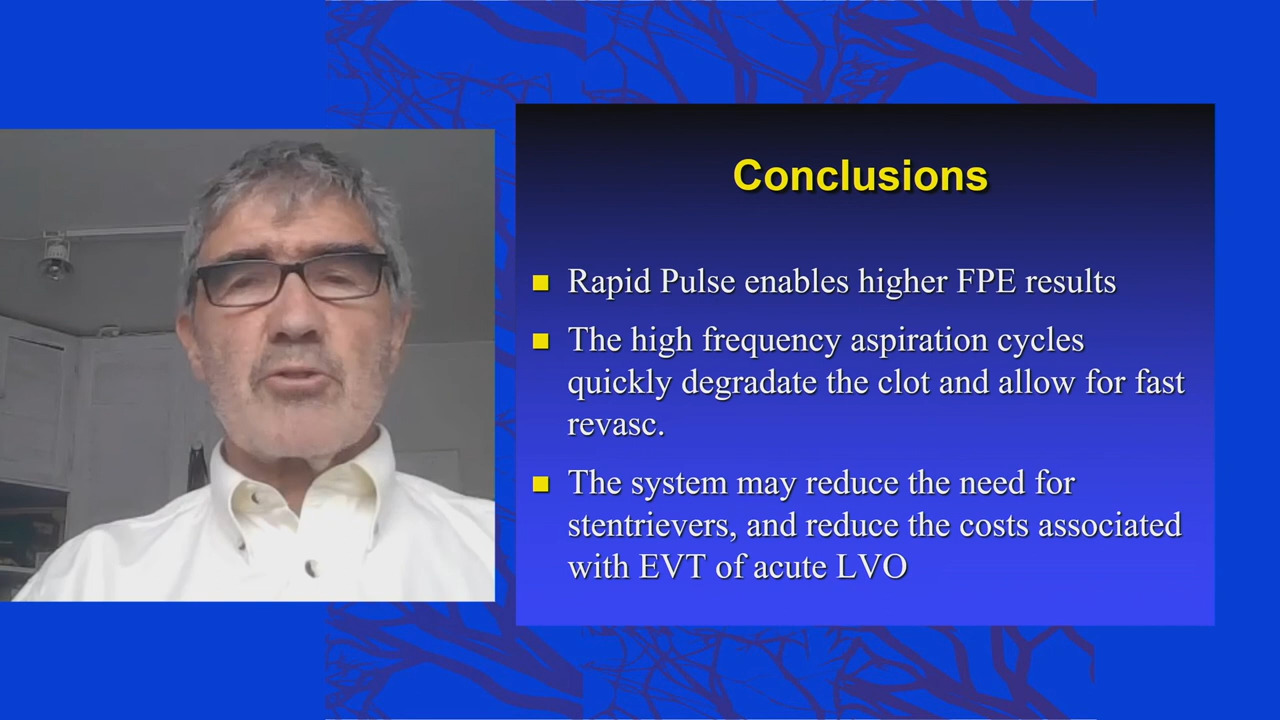 Conclusions
Rapid Pulse enables higher FPE results
The high frequency aspiration cycles
quickly degradate the clot and allow for fast
revasc.
The system may reduce the need for
stentrievers, and reduce the costs associated
with EVT of acute LVO